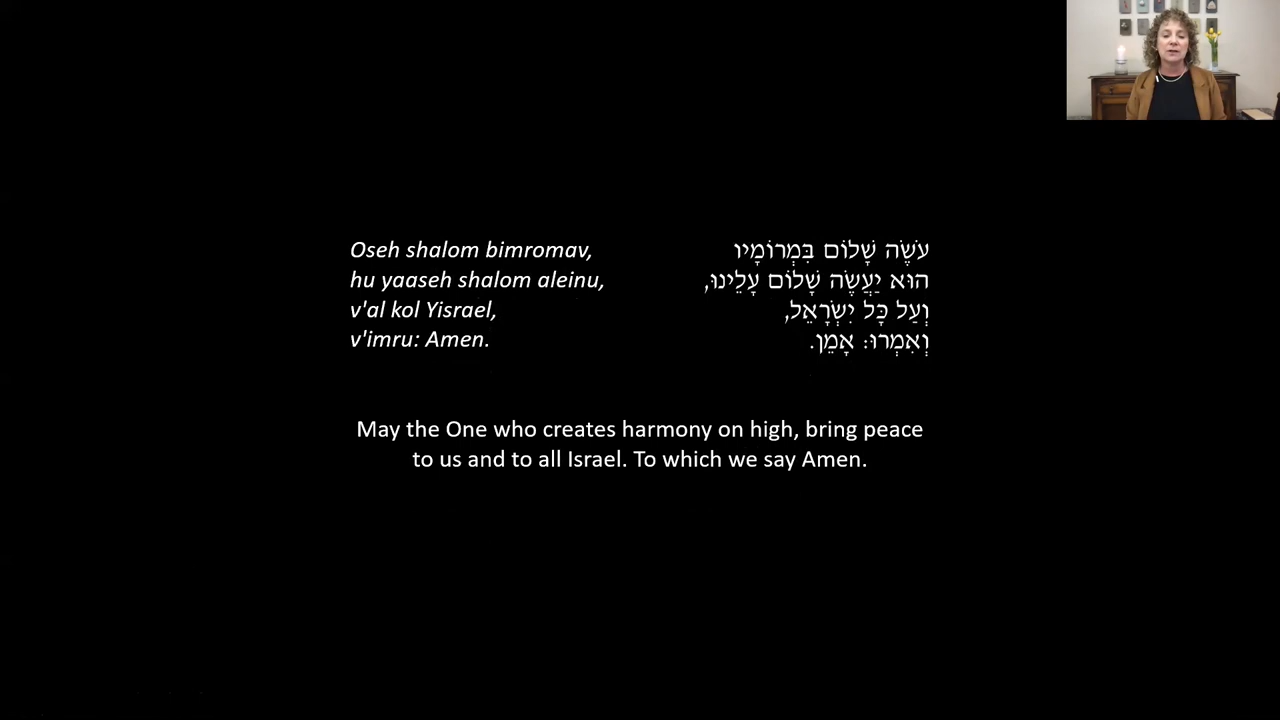 Oseh shalom bimromav,
hu yaaseh shalom aleinu,
v'al kol Yisrael,
v'imru: Amen.
עֹשֶׂה שָׁלוֹם בִּמְרוֹמָיו
הוּא יַעֲשֶׂה שָׁלוֹם עָלֵינוּ,
וְעַל כָּל יִשְׂרָאֵל,
וְאִמְרוּ: אָמֵן.
May the One who creates harmony on high, bring peace
to us and to all Israel. To which we say Amen.